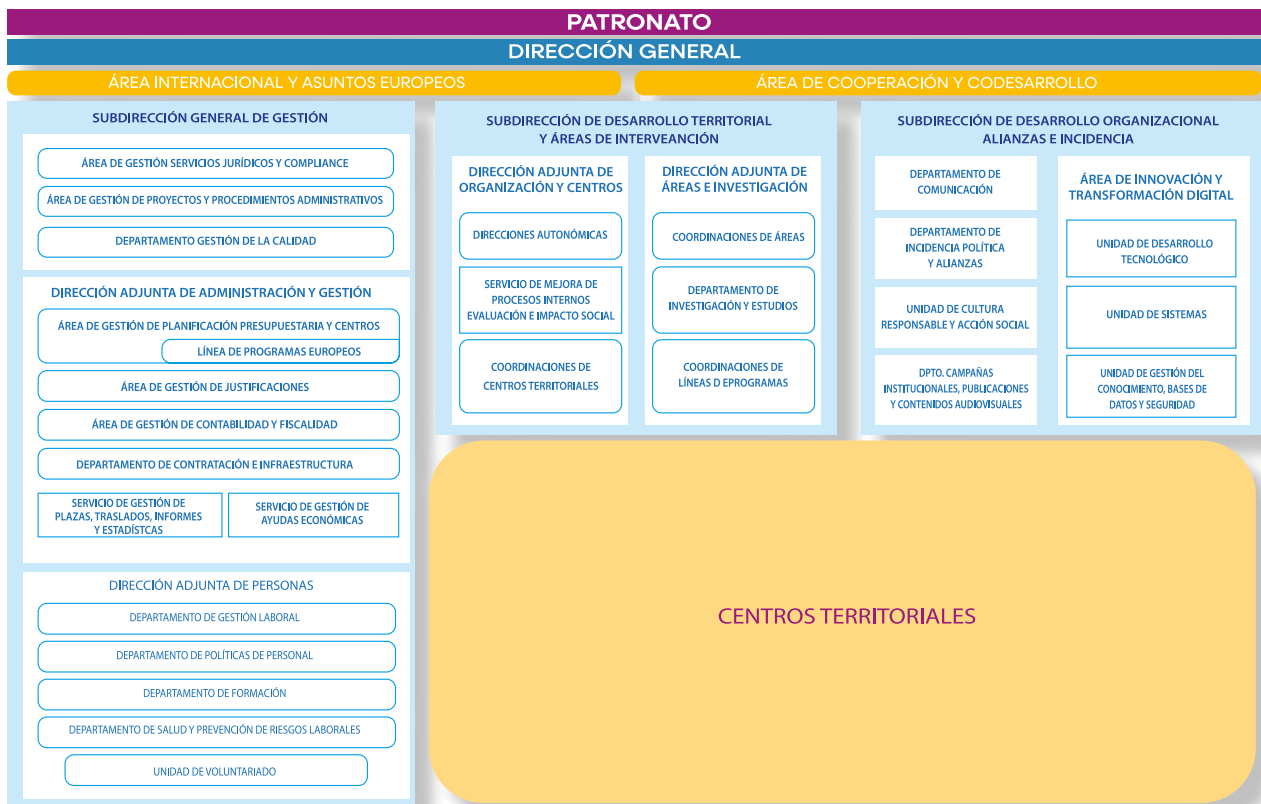 PATRONATO
DIRECCIÓN GENERAL
ÁREA INTERNACIONAL Y ASUNTOS EUROPEOS
ÁREA DE COOPERACIÓN Y CODESARROLLO
SUBDIRECCIÓN GENERAL DE GESTIÓN
ÁREA DE GESTIÓN SERVICIOS JURÍDICOS Y COMPLIANCE
ÁREA DE GESTIÓN DE PROYECTOS Y PROCEDIMIENTOS ADMINISTRATIVOS
DEPARTAMENTO GESTIÓN DE LA CALIDAD
DIRECCIÓN ADJUNTA DE ADMINISTRACIÓN Y GESTIÓN
ÁREA DE GESTIÓN DE PLANIFICACIÓN PRESUPUESTARIA Y CENTROS
LÍNEA DE PROGRAMAS EUROPEOS
ÁREA DE GESTIÓN DE JUSTIFICACIONES
ÁREA DE GESTIÓN DE CONTABILIDAD Y FISCALIDAD
DEPARTAMENTO DE CONTRATACIÓN E INFRAESTRUCTURA
SERVICIO DE GESTIÓN DE
PLAZAS, TRASLADOS, INFORMES
Y ESTADÍSTCAS
SERVICIO DE GESTIÓN DE
AYUDAS ECONÓMICAS
DIRECCIÓN ADJUNTA DE PERSONAS
DEPARTAMENTO DE GESTIÓN LABORAL
DEPARTAMENTO DE POLÍTICAS DE PERSONAL
DEPARTAMENTO DE FORMACIÓN
DEPARTAMENTO DE SALUD Y PREVENCIÓN DE RIESGOS LABORALES
UNIDAD DE VOLUNTARIADO
SUBDIRECCIÓN DE DESARROLLO TERRITORIAL
Y ÁREAS DE INTERVEANCIÓN
DIRECCIÓN ADJUNTA DE
ORGANIZACIÓN Y CENTROS
DIRECCIONES AUTONÓMICAS
SERVICIO DE MEJORA DE
PROCESOS INTERNOS
EVALUACIÓN E IMPACTO SOCIAL
COORDINACIONES DE
CENTROS TERRITORIALES
DIRECCIÓN ADJUNTA DE
ÁREAS E INVESTIGACIÓN
COORDINACIONES DE ÁREAS
DEPARTAMENTO DE
INVESTIGACIÓN Y ESTUDIOS
COORDINACIONES DE
LÍNEAS D EPROGRAMAS
SUBDIRECCIÓN DE DESARROLLO ORGANIZACIONAL
ALIANZAS E INCIDENCIA
DEPARTAMENTO DE
COMUNICACIÓN
DEPARTAMENTO DE
INCIDENCIA POLÍTICA
Y ALIANZAS
UNIDAD DE CULTURA
RESPONSABLE Y ACCIÓN SOCIAL
DPTO. CAMPAÑAS
INSTITUCIONALES, PUBLICACIONES
Y CONTENIDOS AUDIOVISUALES
ÁREA DE INNOVACIÓN Y
TRANSFORMACIÓN DIGITAL
UNIDAD DE DESARROLLO
TECNOLÓGICO
UNIDAD DE SISTEMAS
UNIDAD DE GESTIÓN DEL
CONOCIMIENTO, BASES DE
DATOS Y SEGURIDAD
CENTROS TERRITORIALES